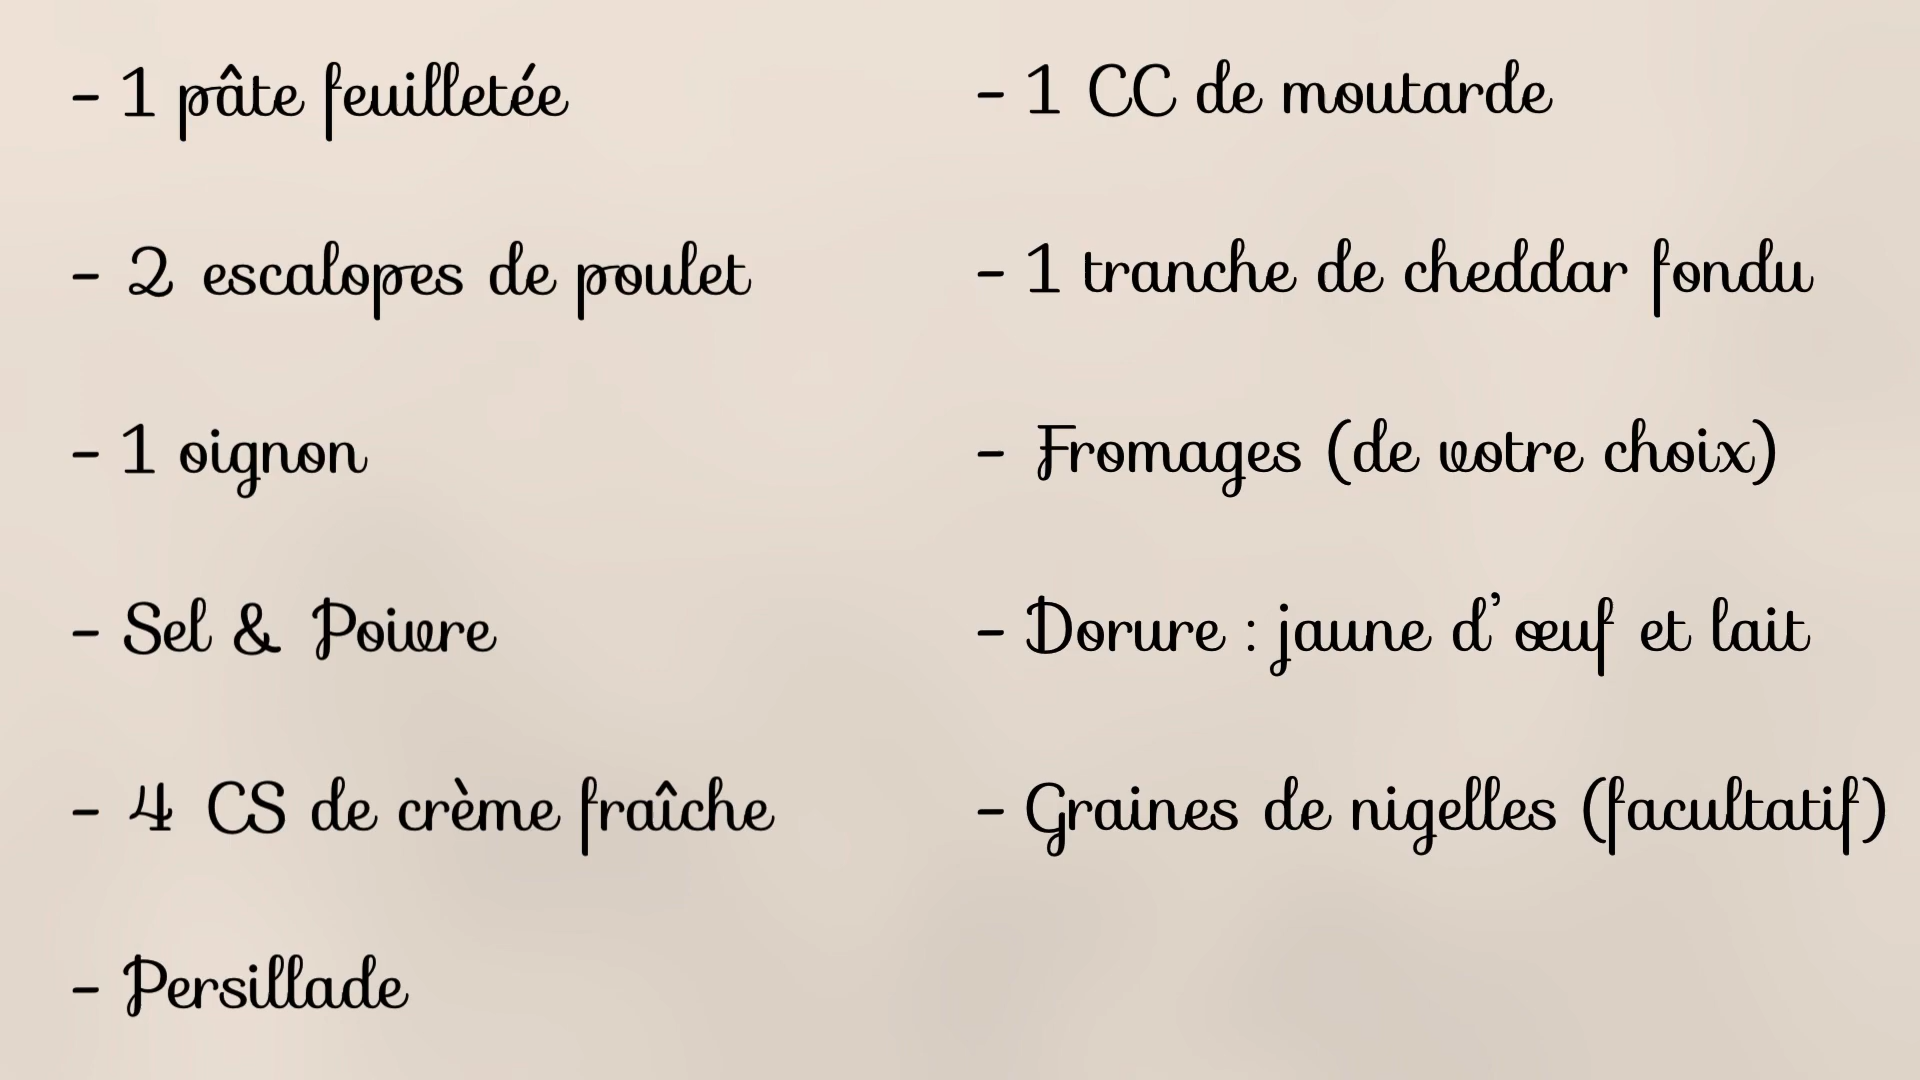 - 1 pâte feuilletée
- 2 escalopes de poulet
- 1 oignon
- Sel & Poivre
- 4 CS de crème fraîche
- Persillade
- 1 CC de moutarde
- 1 tranche de cheddar fondu
- Fromages (de votre choix)
- Dorure : jaune d’œuf et lait
- Graines de nigelles (facultatif)